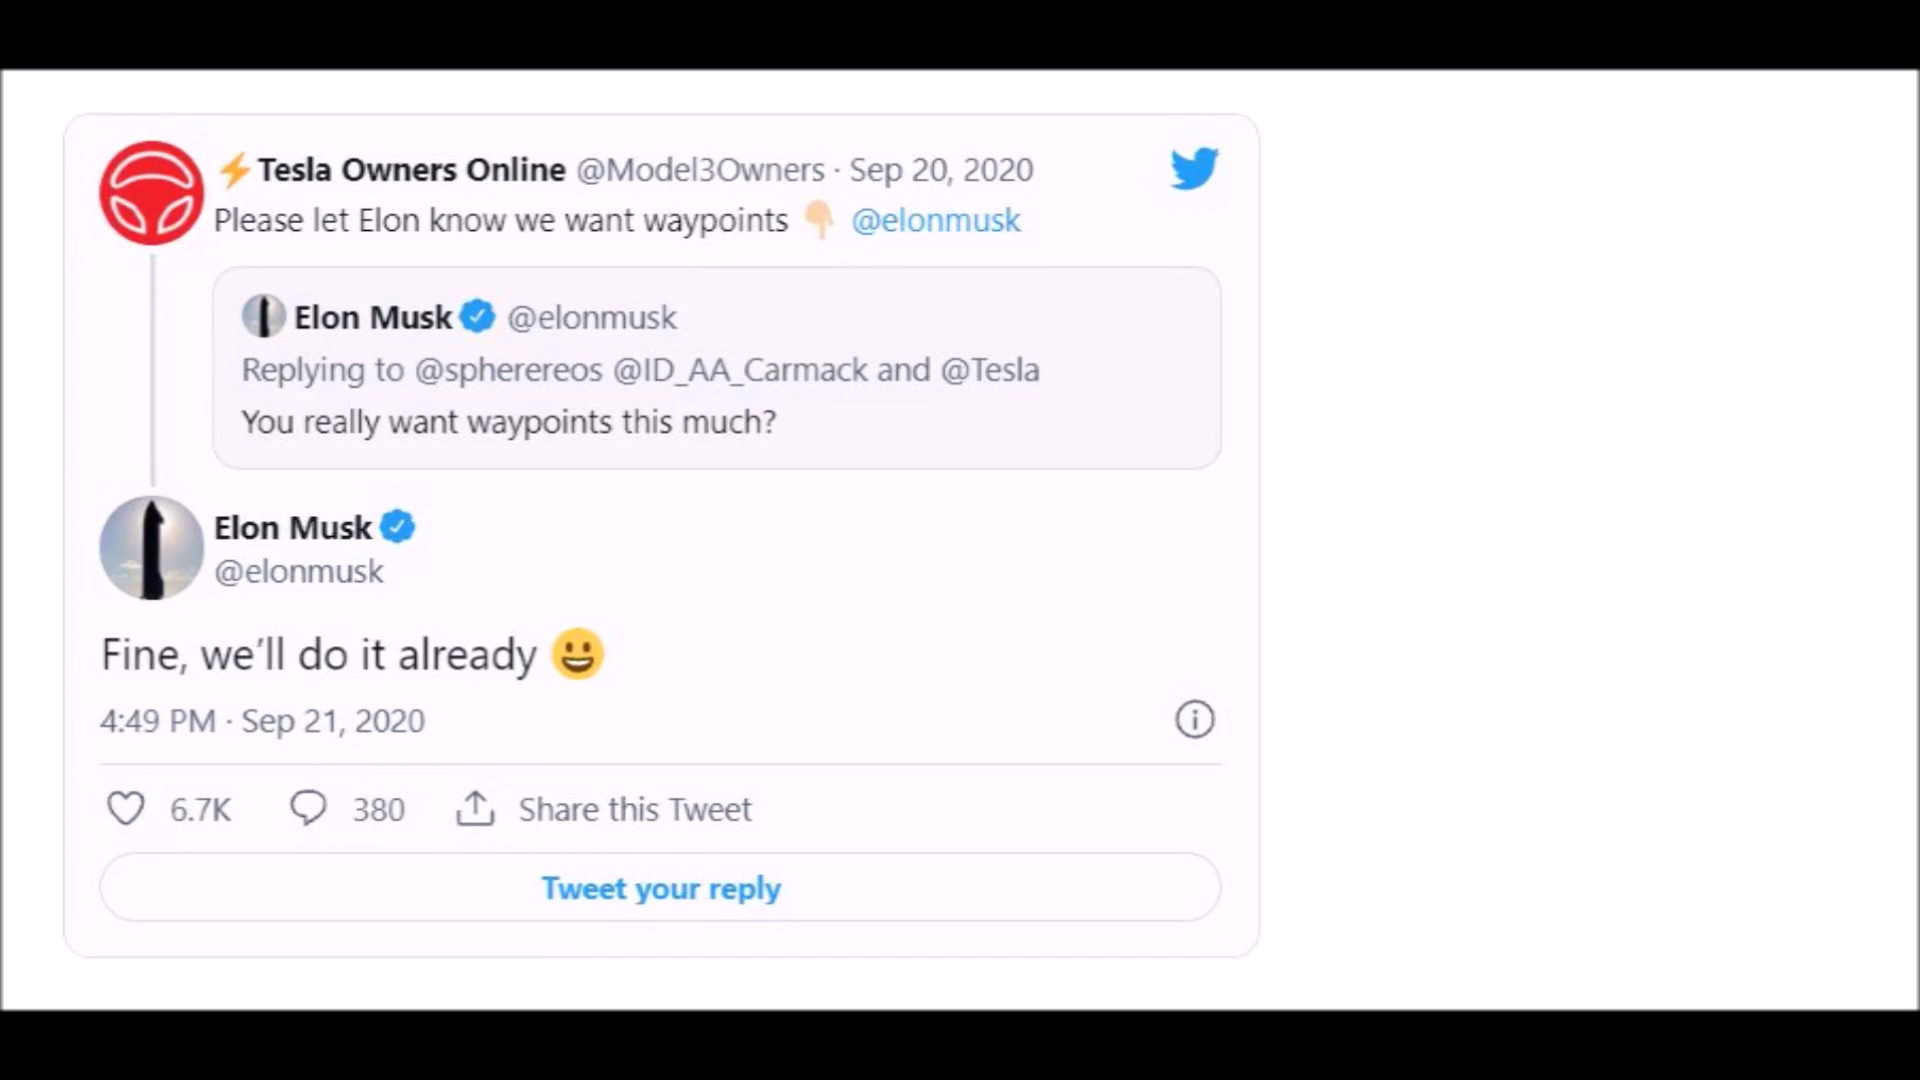 ⚡Tesla Owners Online @Model3Owners · Sep 20, 2020
Please let Elon know we want waypoints 👇🏻 @elonmusk
Elon Musk @elonmusk
Replying to @spherereos @ID_AA_Carmack and @Tesla
You really want waypoints this much?
Elon Musk
@elonmusk
Fine, we’ll do it already 😀
4:49 PM · Sep 21, 2020
6.7K 380 Share this Tweet
Tweet your reply